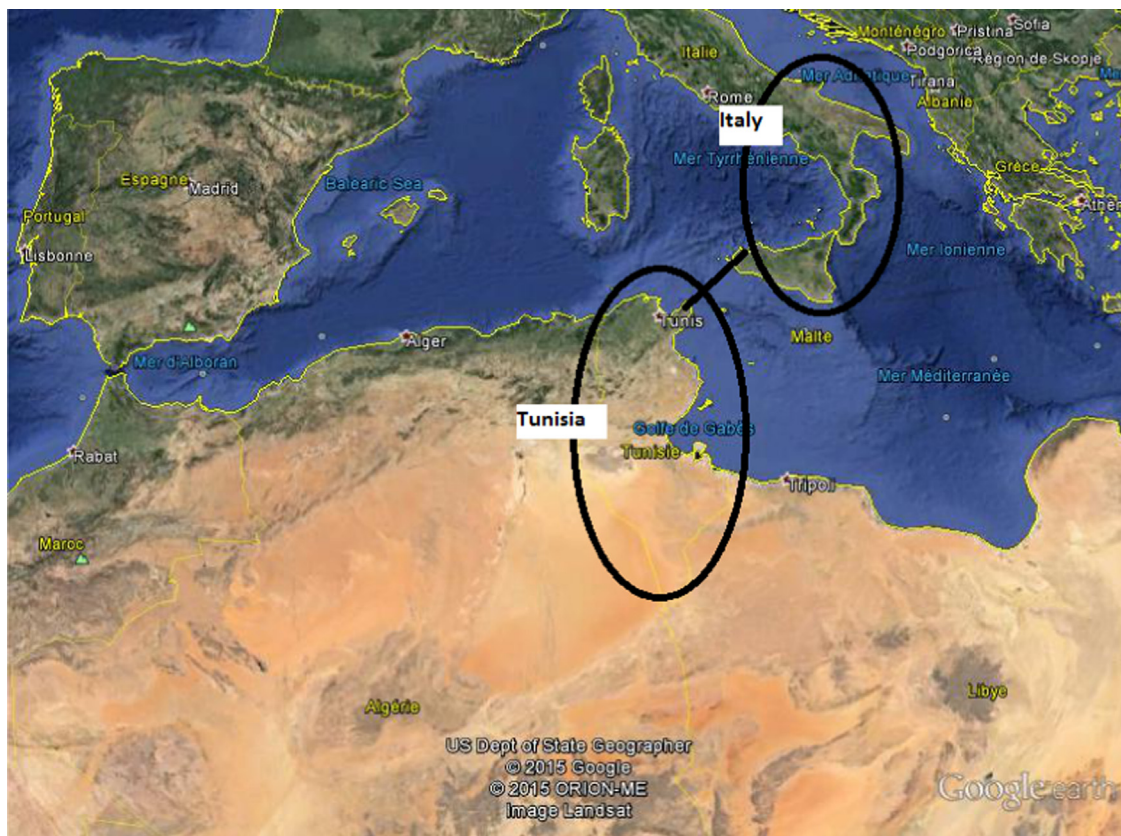 Monténégro
Pristina
Sofia
Podgorica
Région de Skopje
Italie
Mer Adriatique
Tirana
Albanie
Rome
Italy
Mer Tyrrhénienne
Grèce
Espagne
Madrid
Balearic Sea
Portugal
Lisbonne
Mer Ionienne
Tunis
Alger
Malte
Mer d'Alboran
Mer Méditerranée
Tunisia
Golfe de Gabès
Tunisie
Rabat
Tripoli
Maroc
Algérie
Libye
US Dept of State Geographer
© 2015 Google
© 2015 ORION-ME
Image Landsat
Google earth